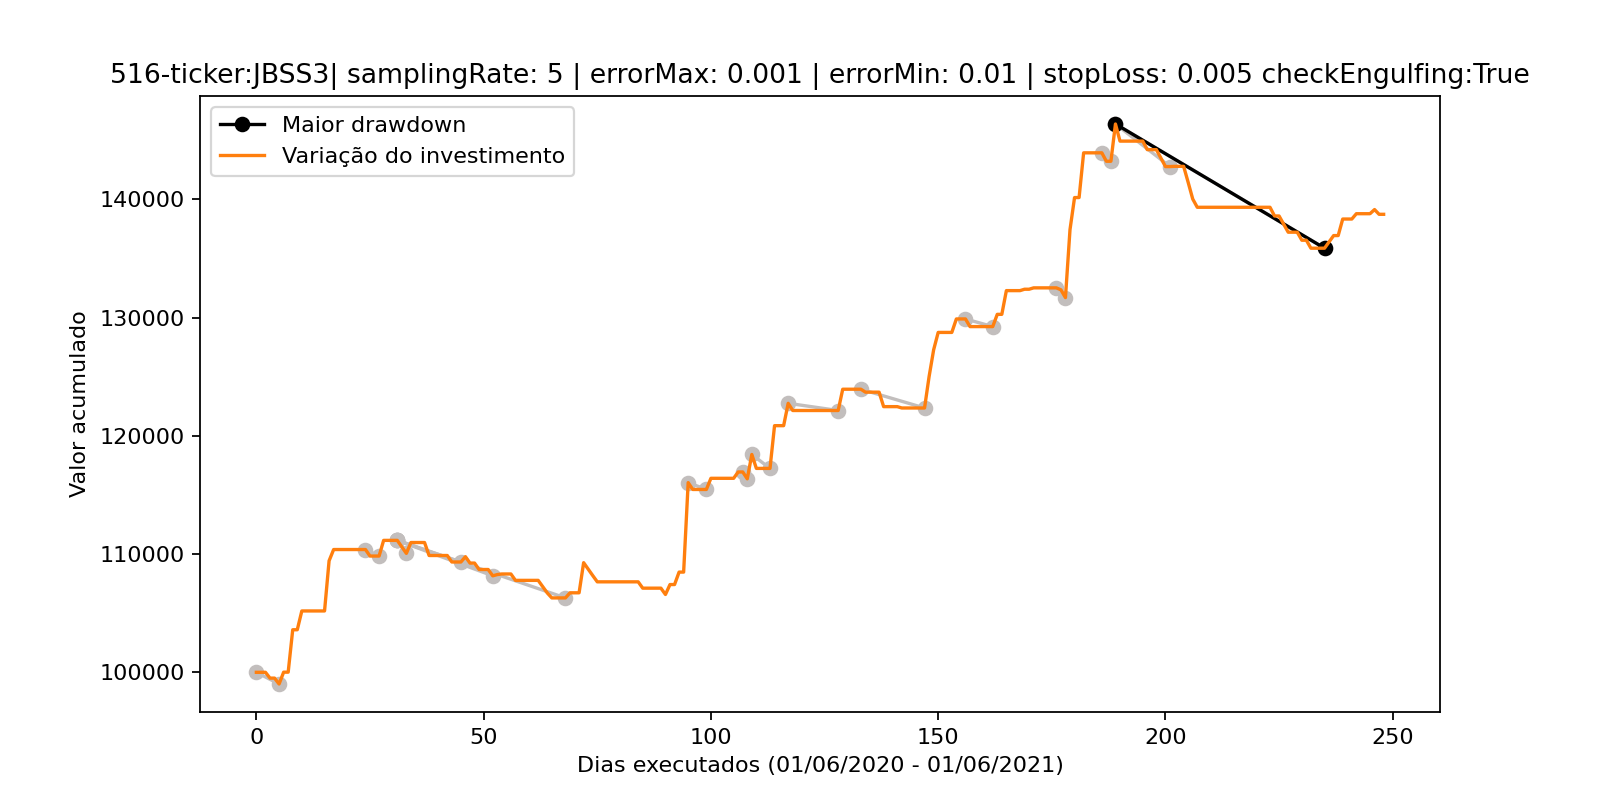 516-ticker:JBSS3| samplingRate: 5 | errorMax: 0.001 | errorMin: 0.01 | stopLoss: 0.005 checkEngulfing:True
Maior drawdown
Variação do investimento
Valor acumulado
140000
130000
120000
110000
100000
0 50 100 150 200 250
Dias executados (01/06/2020 - 01/06/2021)